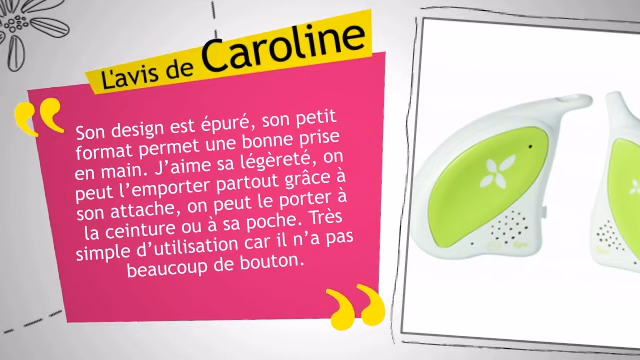 L'avis de Caroline
Son design est épuré, son petit
format permet une bonne prise
en main. J'aime sa légèreté, on
peut l'emporter partout grâce à
son attache, on peut le porter à
la ceinture ou à sa poche. Très
simple d'utilisation car il n'a pas
beaucoup de bouton.